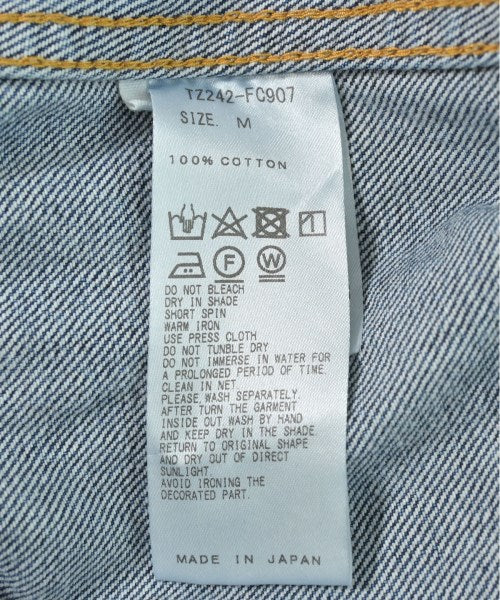 TZ242-FC907
SIZE. M
100% COTTON
F W
DO NOT BLEACH
DRY IN SHADE
SHORT SPIN
WARM IRON
USE PRESS CLOTH
DO NOT TUNBLE DRY
DO NOT IMMERSE IN WATER FOR
A PROLONGED PERIOD OF TIME.
CLEAN IN NET.
PLEASE,WASH SEPARATELY.
AFTER TURN THE GARMENT
INSIDE OUT WASH BY HAND
AND KEEP DRY IN THE SHADE
RETURN TO ORIGINAL SHAPE
AND DRY OUT OF DIRECT
SUNLIGHT.
AVOID IRONING THE
DECORATED PART.
MADE IN JAPAN